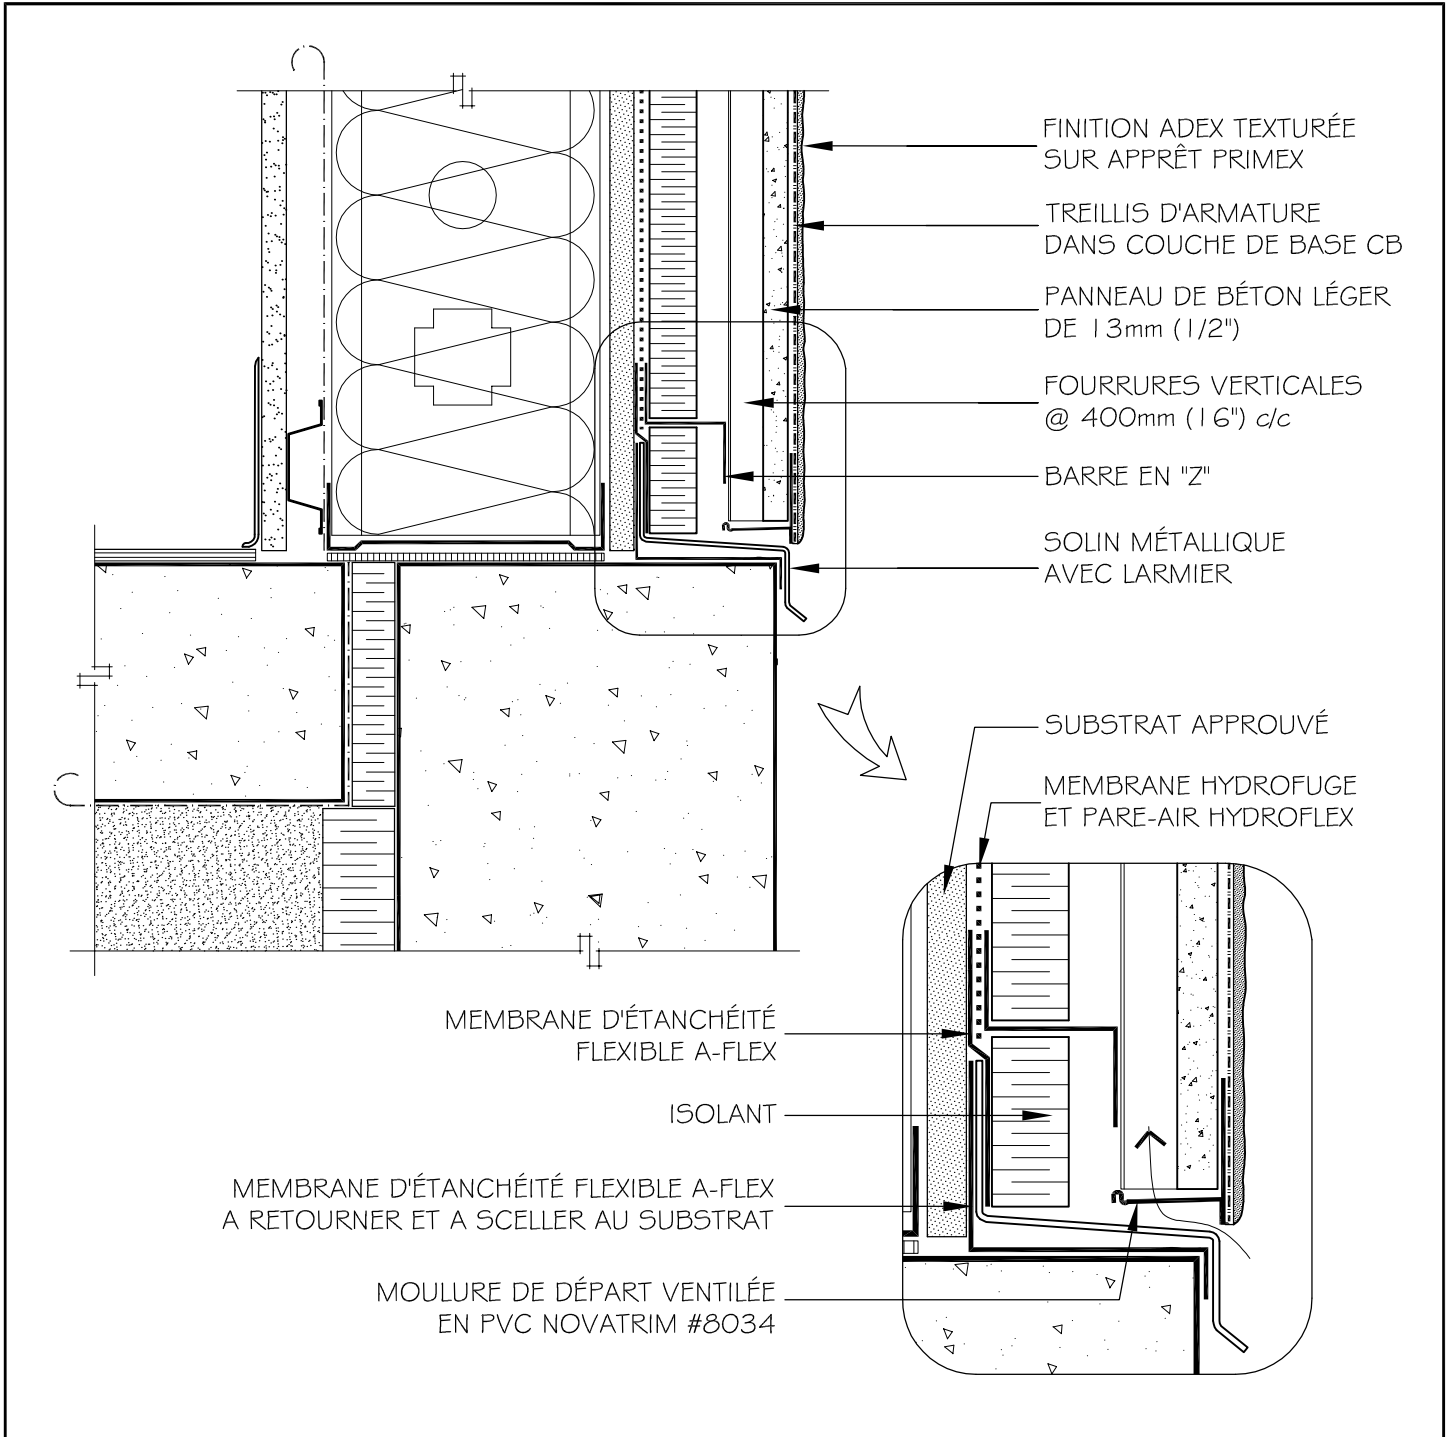 FINITION ADEX TEXTURÉE
SUR APPRÊT PRIMEX
TREILLIS D'ARMATURE
DANS COUCHE DE BASE CB
PANNEAU DE BÉTON LÉGER
DE 13mm (1/2")
FOURRURES VERTICALES
@ 400mm (16") c/c
BARRE EN "Z"
SOLIN MÉTALLIQUE
AVEC LARMIER
SUBSTRAT APPROUVÉ
MEMBRANE HYDROFUGE
ET PARE-AIR HYDROFLEX
MEMBRANE D'ÉTANCHÉITÉ
FLEXIBLE A-FLEX
ISOLANT
MEMBRANE D'ÉTANCHÉITÉ FLEXIBLE A-FLEX
A RETOURNER ET A SCELLER AU SUBSTRAT
MOULURE DE DÉPART VENTILÉE
EN PVC NOVATRIM #8034